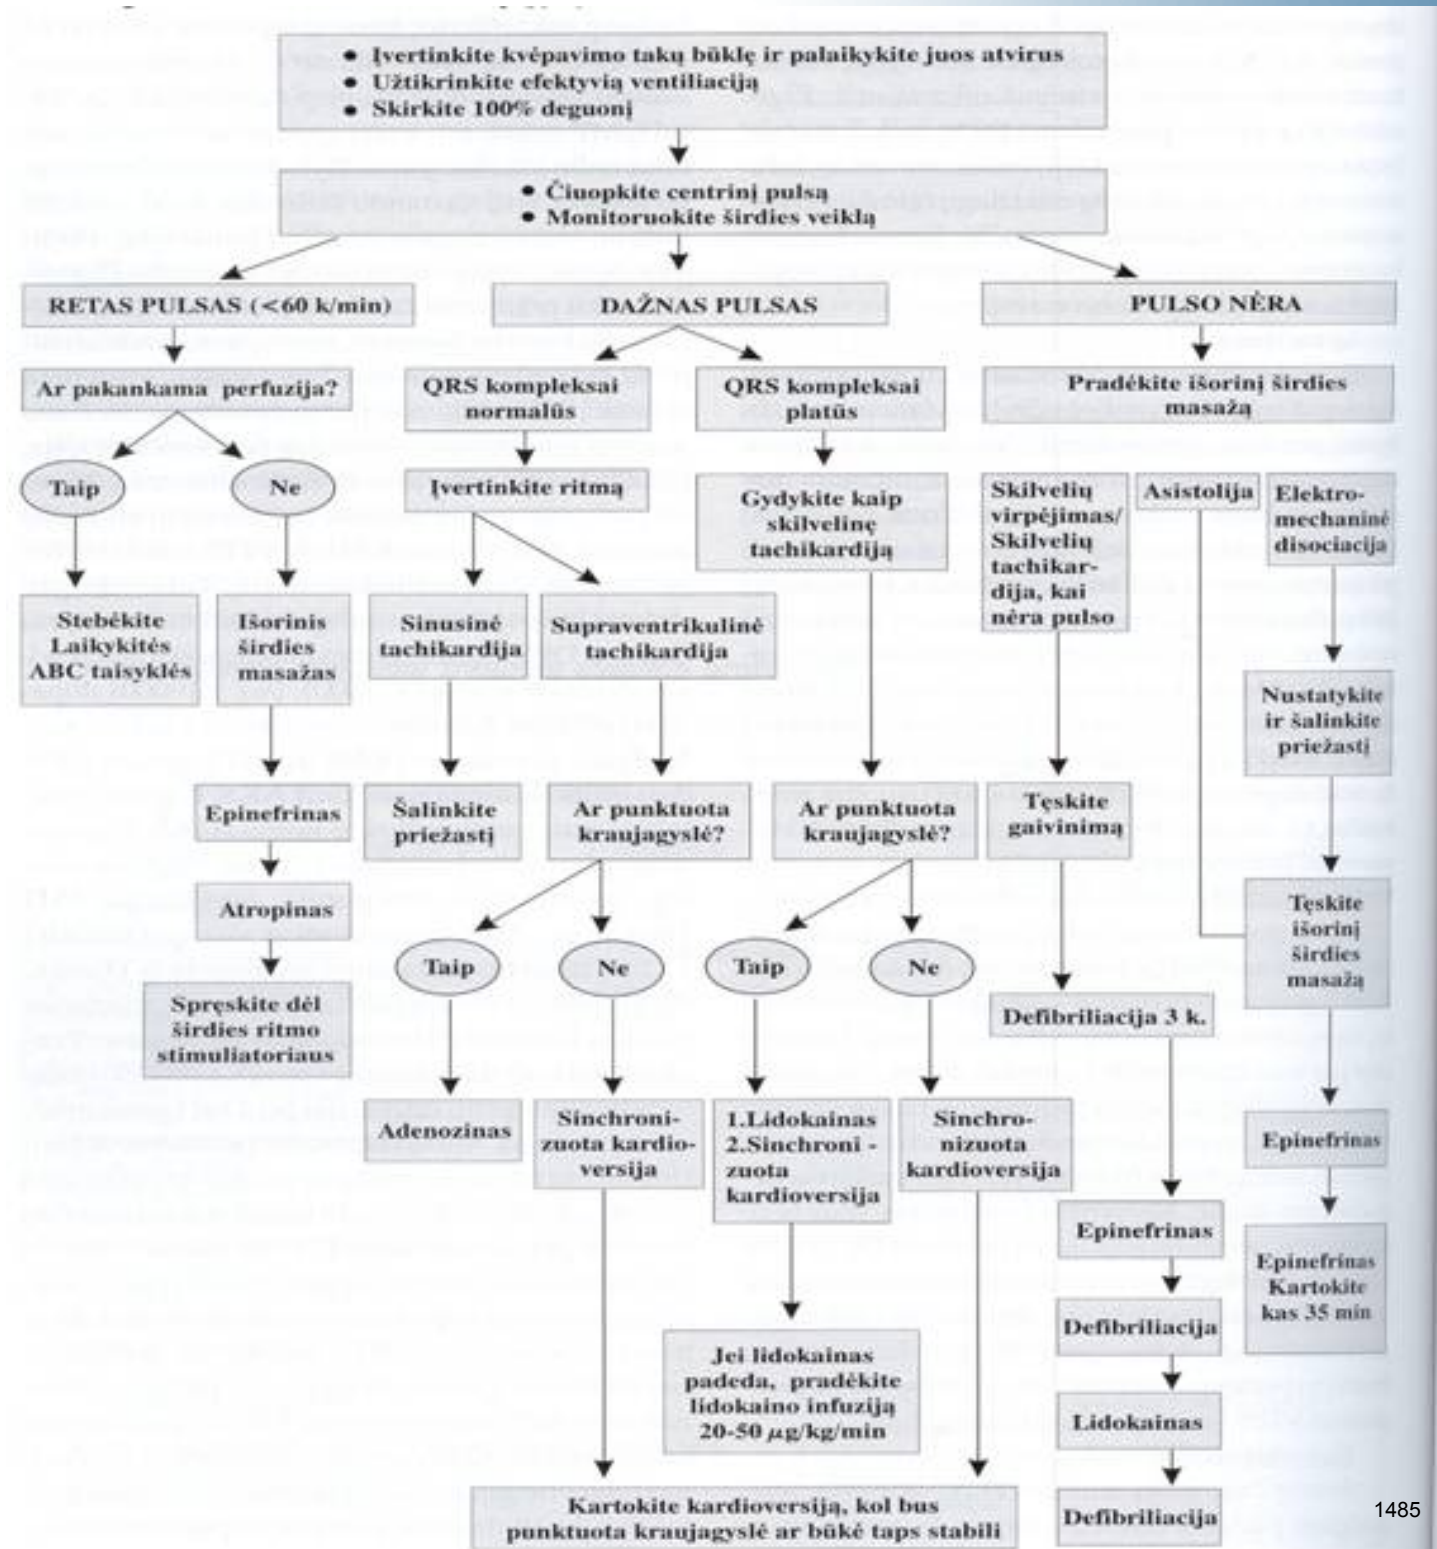 • Įvertinkite kvėpavimo takų būklę ir palaikykite juos atvirus
• Užtikrinkite efektyvią ventiliaciją
• Skirkite 100% deguonį
• Čiuopkite centrinį pulsą
• Monitoruokite širdies veiklą
RETAS PULSAS (<60 k/min)
DAŽNAS PULSAS
PULSO NĖRA
Ar pakankama perfuzija?
QRS kompleksai
normalūs
QRS kompleksai
platūs
Pradėkite išorinį širdies
masažą
Taip
Ne
Įvertinkite ritmą
Gydykite kaip
skilvelinę
tachikardiją
Skilvelių
virpėjimas/
Skilvelių
tachikar-
dija, kai
nėra pulso
Asistolija
Elektro-
mechaninė
disociacija
Stebėkite
Laikykitės
ABC taisyklės
Išorinis
širdies
masažas
Sinusinė
tachikardija
Supraventrikulinė
tachikardija
Nustatykite
ir šalinkite
priežastį
Epinefrinas
Šalinkite
priežastį
Ar punktuota
kraujagyslė?
Ar punktuota
kraujagyslė?
Tęskite
gaivinimą
Atropinas
Tęskite
išorinį
širdies
masažą
Taip
Ne
Taip
Ne
Spręskite dėl
širdies ritmo
stimuliatoriaus
Defibriliacija 3 k.
Adenozinas
Sinchroni-
zuota kardio-
versija
1.Lidokainas
2.Sinchroni -
zuota
kardioversija
Sinchro-
nizuota
kardioversija
Epinefrinas
Epinefrinas
Epinefrinas
Kartokite
kas 35 min
Defibriliacija
Jei lidokainas
padeda, pradėkite
lidokaino infuziją
20-50 µg/kg/min
Lidokainas
Kartokite kardioversiją, kol bus
punktuota kraujagyslė ar būkė taps stabili
Defibriliacija
1485